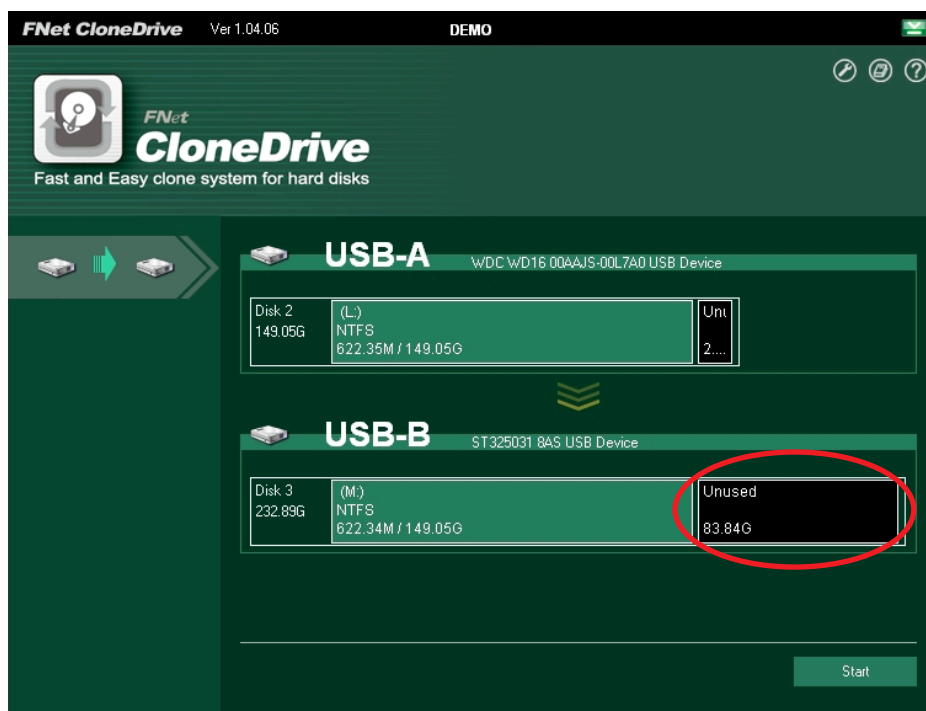 FNet CloneDrive Ver 1.04.06 DEMO
FNet
CloneDrive
Fast and Easy clone system for hard disks
USB-A WDC WD16 00AAJS-00L7A0 USB Device
Disk 2
149.05G
(L:)
NTFS
622.35M / 149.05G
2....
USB-B ST325031 8AS USB Device
Disk 3
232.89G
(M:)
NTFS
622.34M / 149.05G
Unused
83.84G
Start